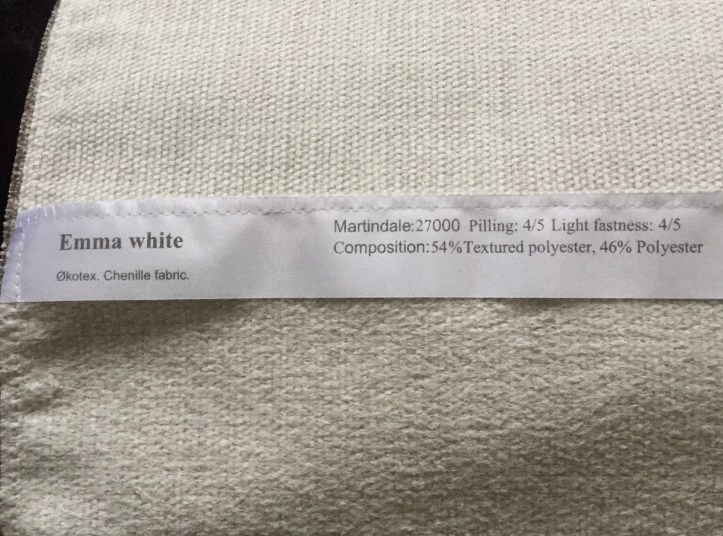 Emma white
Økotex. Chenille fabric.
Martindale:27000 Pilling: 4/5 Light fastness: 4/5
Composition:54%Textured polyester, 46% Polyester